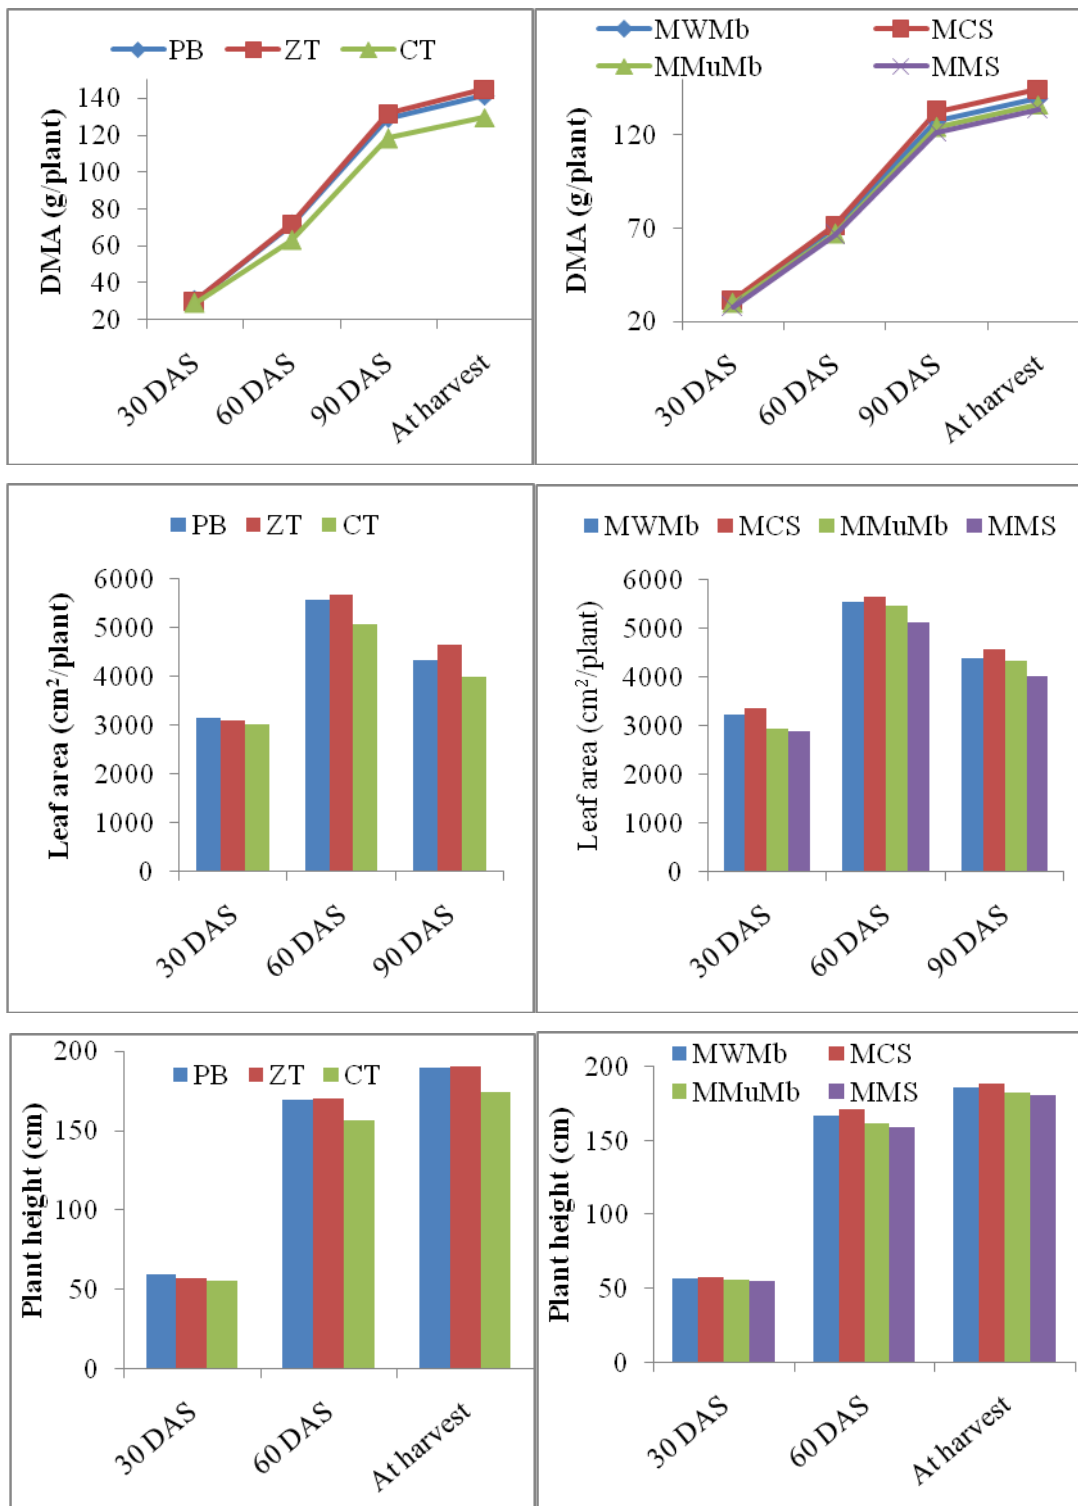 PB ZT CT
DMA (g/plant)
140
120
100
80
60
40
20
30 DAS
60 DAS
90 DAS
At harvest
MWMb MCS
MMuMb MMS
DMA (g/plant)
120
70
20
30 DAS
60 DAS
90 DAS
At harvest
PB ZT CT
Leaf area (cm²/plant)
6000
5000
4000
3000
2000
1000
0
30 DAS
60 DAS
90 DAS
MWMb MCS MMuMb MMS
Leaf area (cm²/plant)
6000
5000
4000
3000
2000
1000
0
30 DAS
60 DAS
90 DAS
PB ZT CT
Plant height (cm)
200
150
100
50
0
30 DAS
60 DAS
At harvest
MWMb MCS
MMuMb MMS
Plant height (cm)
200
150
100
50
0
30 DAS
60 DAS
At harvest